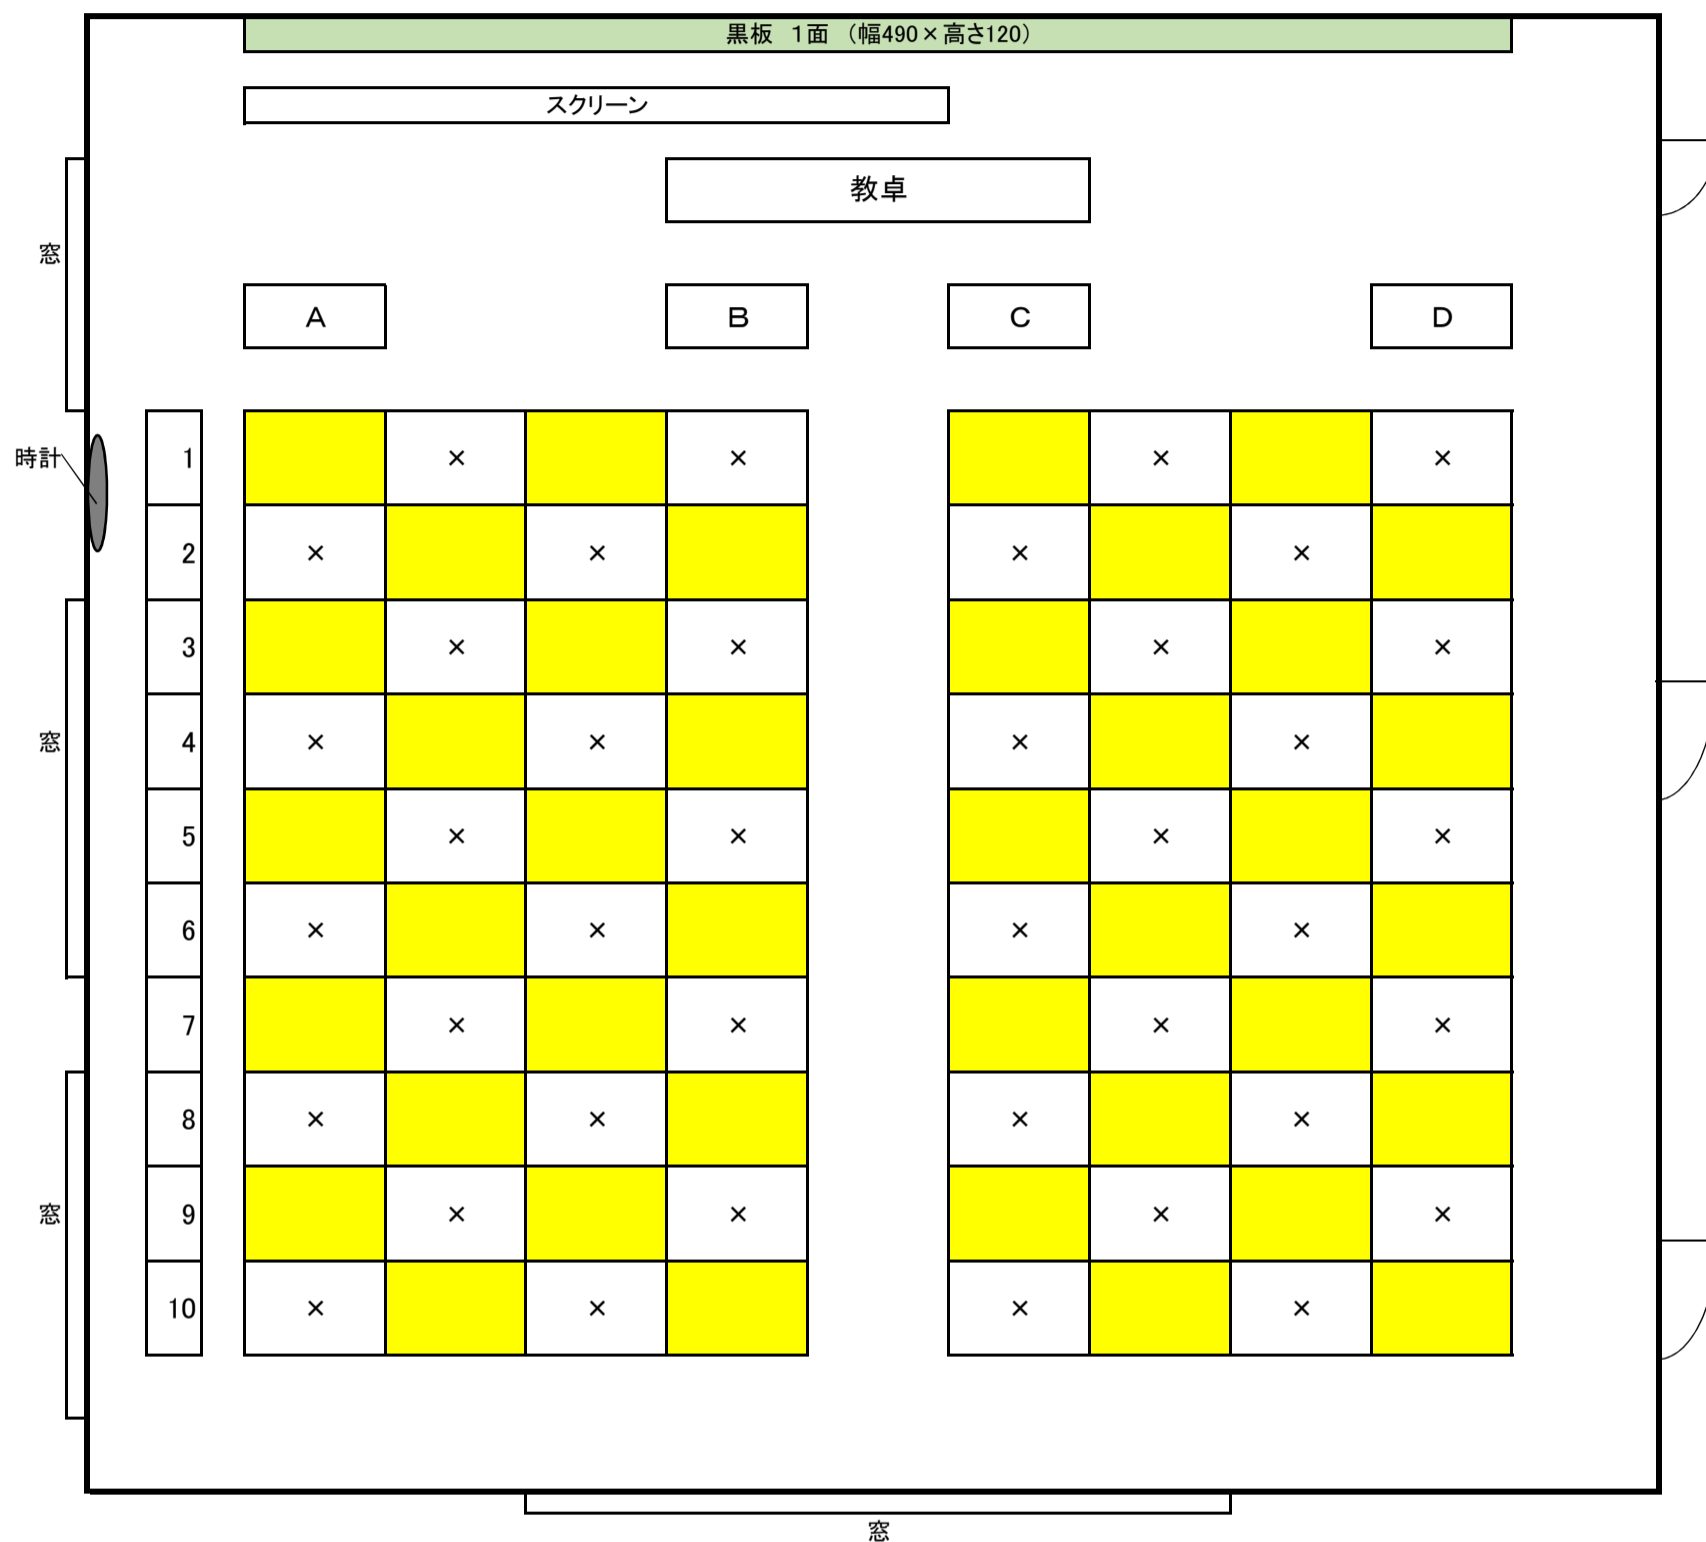 黒板 1面 (幅490×高さ120)
スクリーン
教卓
窓
A B C D
時計
1 × × × ×
2 × × × ×
3 × × × ×
窓
4 × × × ×
5 × × × ×
6 × × × ×
7 × × × ×
8 × × × ×
窓
9 × × × ×
10 × × × ×
窓